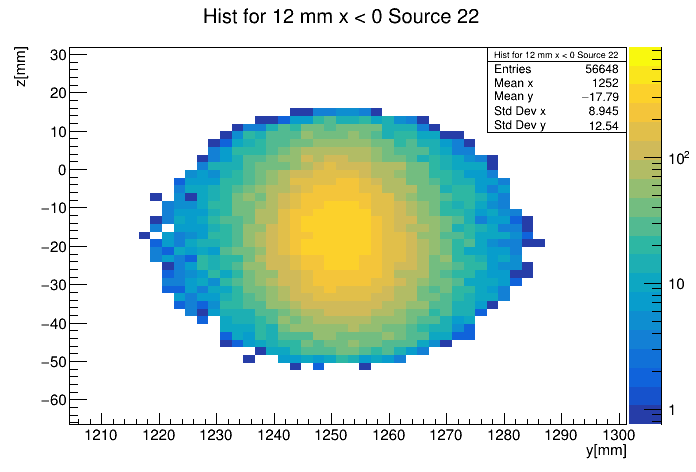 Hist for 12 mm x < 0 Source 22
z[mm]
30
20
10
0
−10
−20
−30
−40
−50
−60
Hist for 12 mm x < 0 Source 22
Entries 56648
Mean x 1252
Mean y −17.79
Std Dev x 8.945
Std Dev y 12.54
10²
10
1
1210 1220 1230 1240 1250 1260 1270 1280 1290 1300
y[mm]